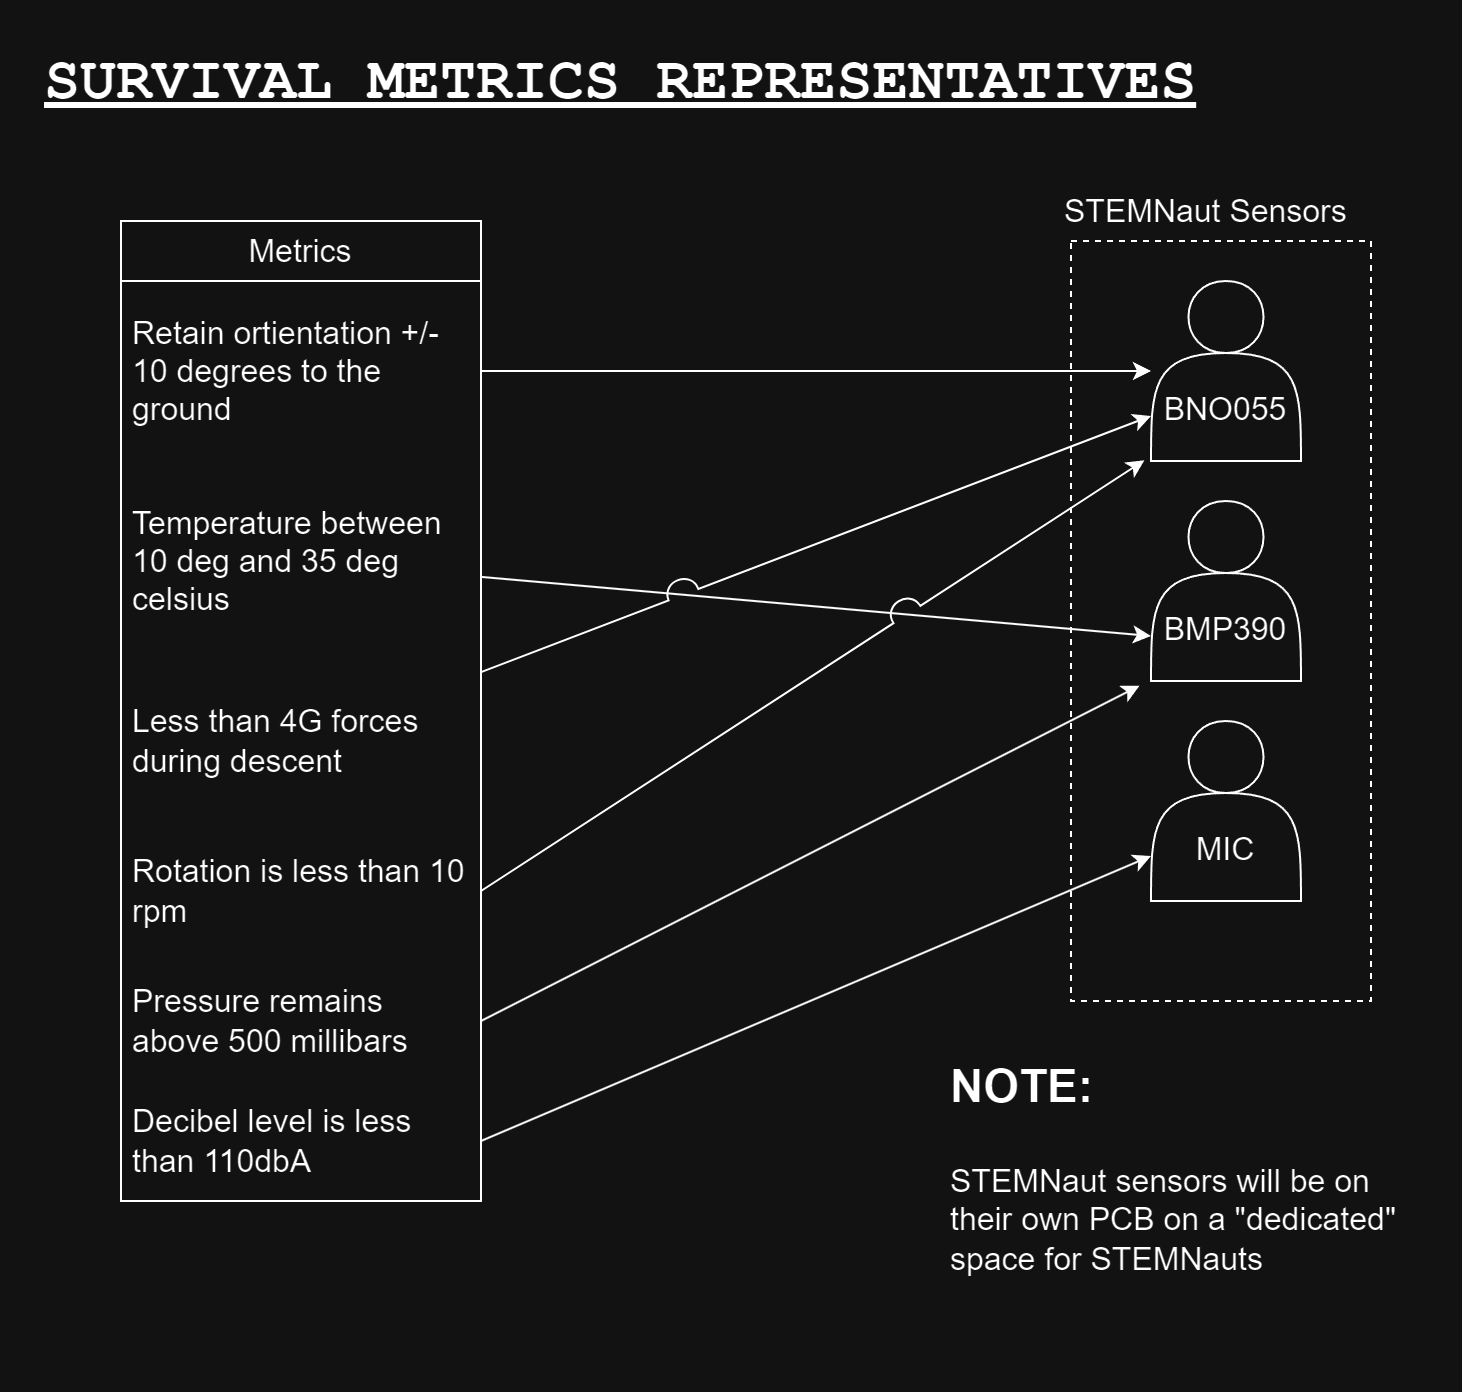 SURVIVAL METRICS REPRESENTATIVES
Metrics
Retain ortientation +/-
10 degrees to the
ground
Temperature between
10 deg and 35 deg
celsius
Less than 4G forces
during descent
Rotation is less than 10
rpm
Pressure remains
above 500 millibars
Decibel level is less
than 110dbA
STEMNaut Sensors
BNO055
BMP390
MIC
NOTE:
STEMNaut sensors will be on
their own PCB on a "dedicated"
space for STEMNauts